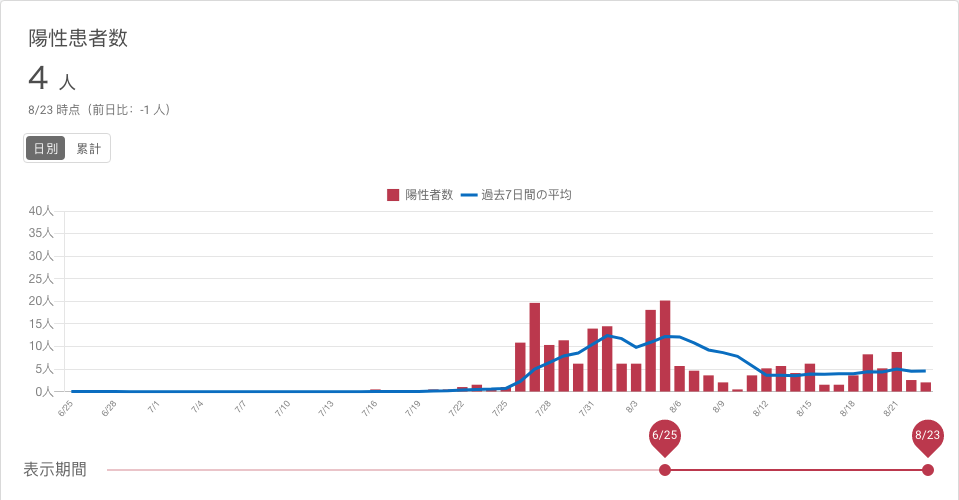 陽性患者数
4 人
8/23 時点（前日比：-1 人）
日別 累計
陽性者数 過去7日間の平均
40人
35人
30人
25人
20人
15人
10人
5人
0人
6/25 6/28 7/1 7/4 7/7 7/10 7/13 7/16 7/19 7/22 7/25 7/28 7/31 8/3 8/6 8/9 8/12 8/15 8/18 8/21
6/25 8/23
表示期間